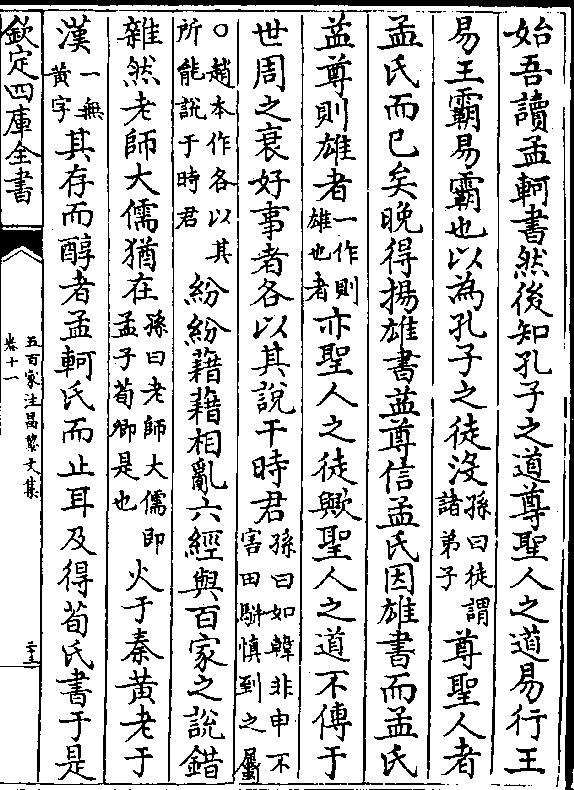 始吾讀孟軻書然後知孔子之道尊聖人之道易行王
易王霸易霸也以為孔子之徒沒孫曰徒謂諸弟子尊聖人者
孟氏而已矣晚得揚雄書益尊信孟氏因雄書而孟氏
益尊則雄者一作則雄也者亦聖人之徒歟聖人之道不傳于
世周之衰好事者各以其說干時君孫曰如韓非申不害田駢慎到之屬
○趙本作各以其所能說于時君紛紛藉藉相亂六經與百家之說錯
雜然老師大儒猶在孫曰老師大儒即孟子荀卿是也火于秦黃老于
漢一無黃字其存而醇者孟軻氏而止耳及得荀氏書于是
欽定四庫全書
五百家注昌黎文集
卷十一
二十三